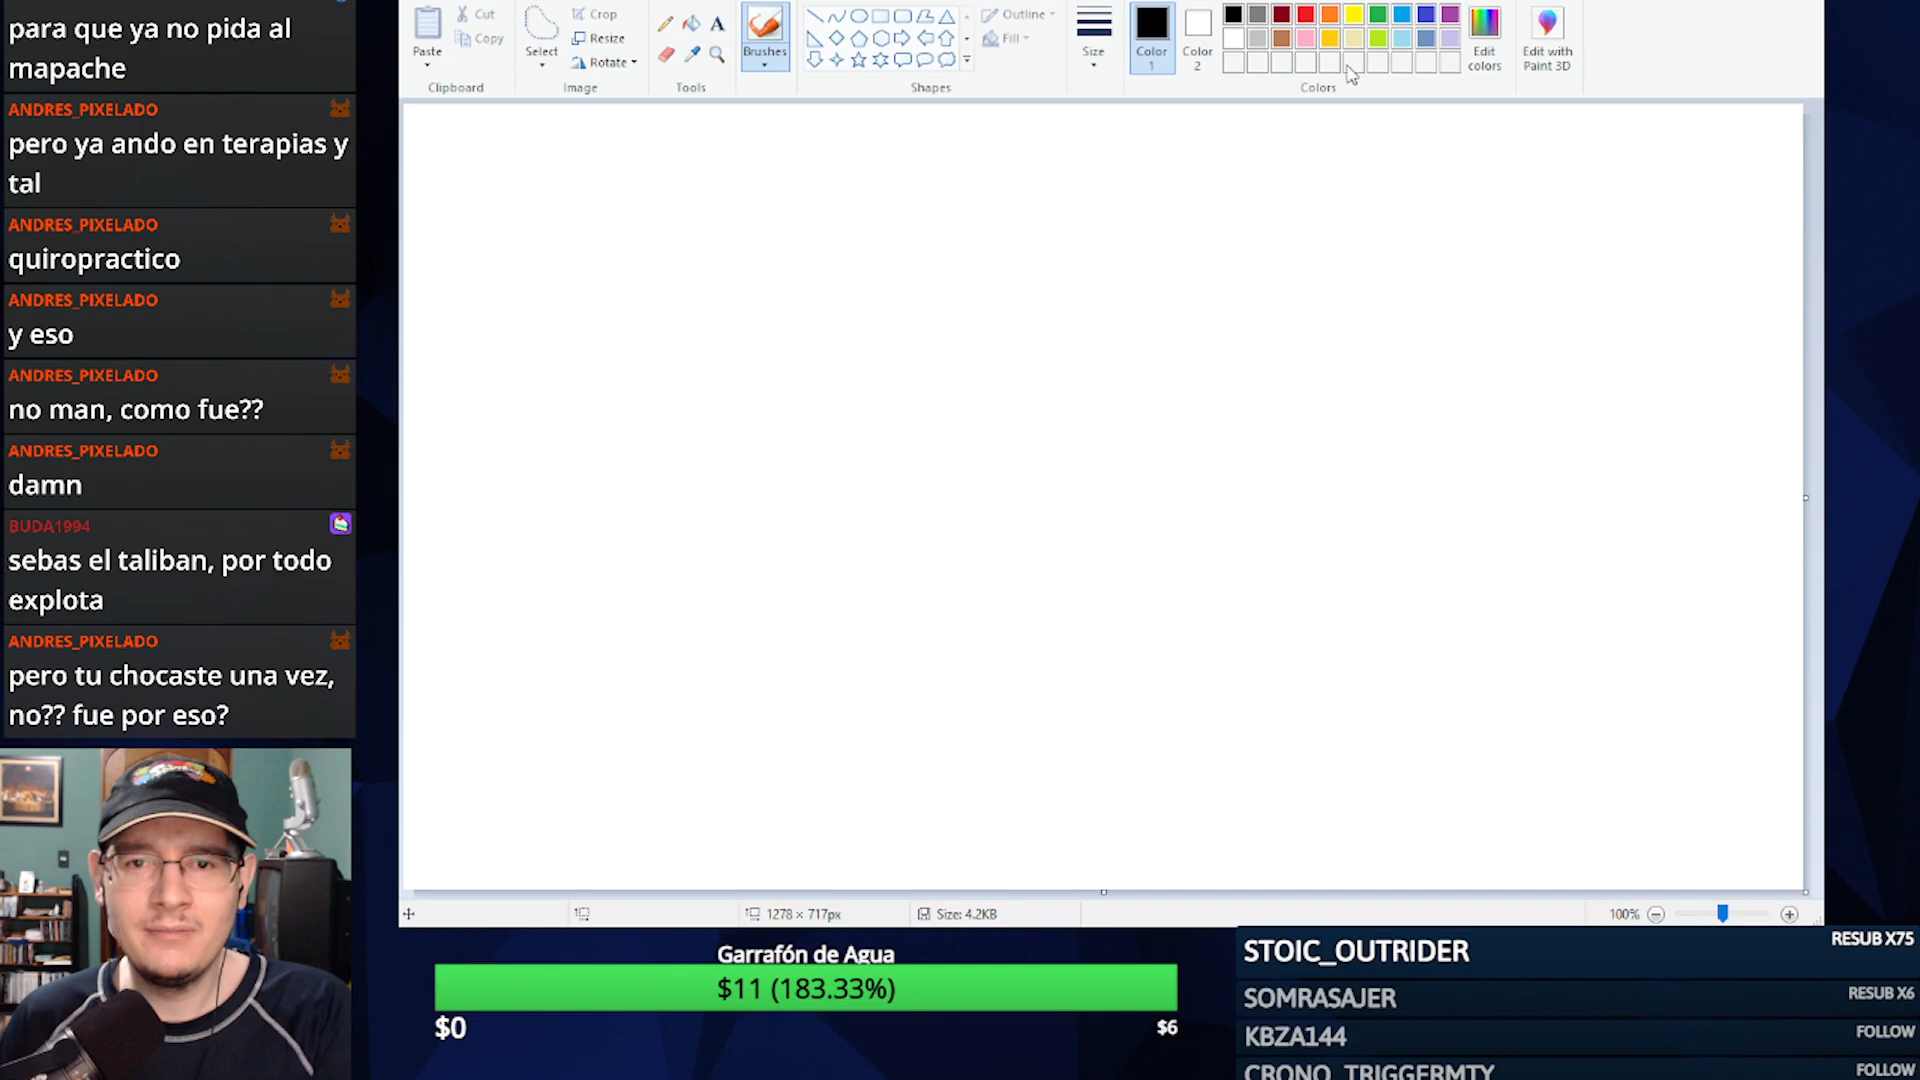 para que ya no pida al
mapache
ANDRES_PIXELADO
pero ya ando en terapias y
tal
ANDRES_PIXELADO
quiropractico
ANDRES_PIXELADO
y eso
ANDRES_PIXELADO
no man, como fue??
ANDRES_PIXELADO
damn
BUDA1994
sebas el taliban, por todo
explota
ANDRES_PIXELADO
pero tu chocaste una vez,
no?? fue por eso?
Paste
Cut
Copy
Clipboard
Select
Crop
Resize
Rotate
Image
A
Tools
Brushes
Shapes
Outline
Fill
Size
Color
1
Color
2
Colors
Edit
colors
Edit with
Paint 3D
1278 × 717px
Size: 4.2KB
100%
Garrafón de Agua
$11 (183.33%)
$0
$6
STOIC_OUTRIDER
RESUB X75
SOMRASAJER
RESUB X6
KBZA144
FOLLOW
CRONO_TRIGGERMTY
FOLLOW